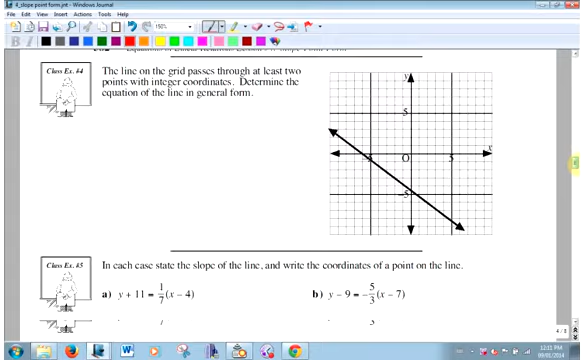 4_slope point form.jnt - Windows Journal
File Edit View Insert Actions Tools Help
150%
B I
Class Ex. #4
The line on the grid passes through at least two
points with integer coordinates. Determine the
equation of the line in general form.
y
5
x
-5 O 5
-5
Class Ex. #5
In each case state the slope of the line, and write the coordinates of a point on the line.
a) y + 11 = 1/7(x - 4) b) y - 9 = -5/3(x - 7)
4 / 8
12:11 PM